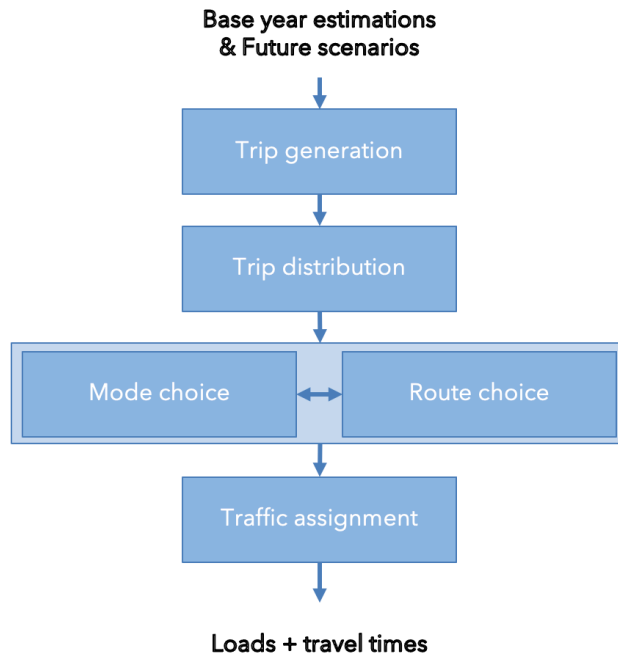 Base year estimations
& Future scenarios
Trip generation
Trip distribution
Mode choice
Route choice
Traffic assignment
Loads + travel times